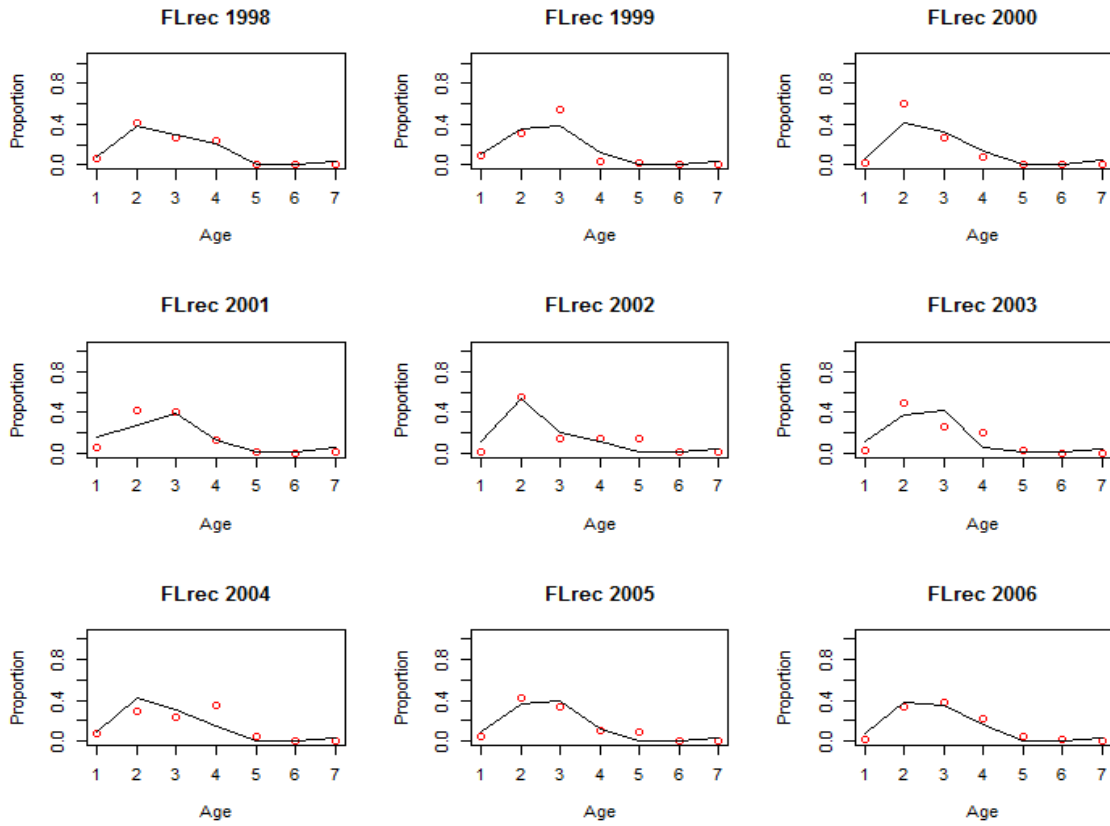 FLrec 1998 FLrec 1999 FLrec 2000
Proportion 0.0 0.4 0.8 Proportion 0.0 0.4 0.8 Proportion 0.0 0.4 0.8
1 2 3 4 5 6 7 1 2 3 4 5 6 7 1 2 3 4 5 6 7
Age Age Age
FLrec 2001 FLrec 2002 FLrec 2003
Proportion 0.0 0.4 0.8 Proportion 0.0 0.4 0.8 Proportion 0.0 0.4 0.8
1 2 3 4 5 6 7 1 2 3 4 5 6 7 1 2 3 4 5 6 7
Age Age Age
FLrec 2004 FLrec 2005 FLrec 2006
Proportion 0.0 0.4 0.8 Proportion 0.0 0.4 0.8 Proportion 0.0 0.4 0.8
1 2 3 4 5 6 7 1 2 3 4 5 6 7 1 2 3 4 5 6 7
Age Age Age